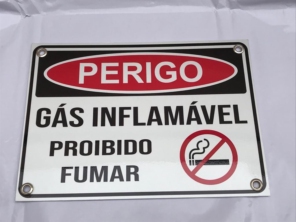 PERIGO
GÁS INFLAMÁVEL
PROIBIDO
FUMAR